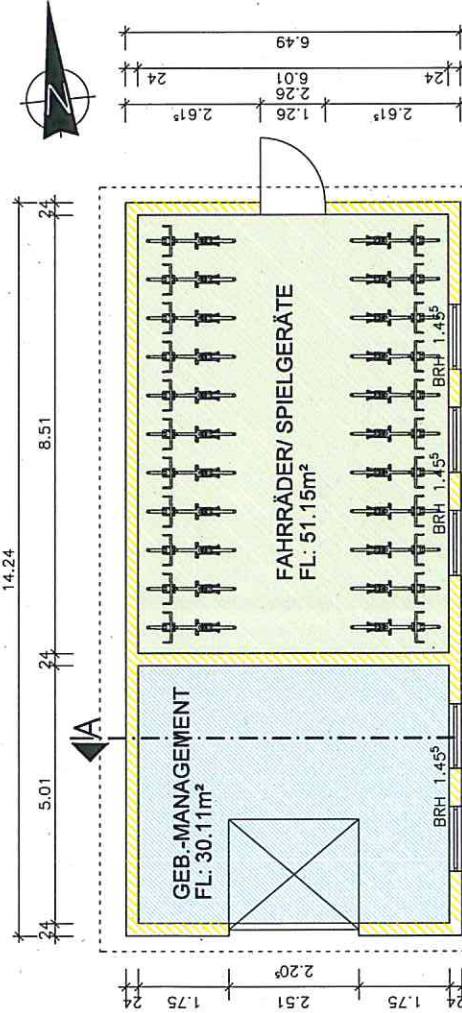 14.24
24
5.01
24
8.51
24
N
6.49
24
6.01
24
2.61⁵
1.26
2.26
2.61⁵
A
GEB.-MANAGEMENT
FL: 30.11m²
FAHRRÄDER/ SPIELGERÄTE
FL: 51.15m²
BRH 1.45⁵
BRH 1.45⁵
BRH 1.45⁵
24
1.75
2.51
2.20⁵
1.75
24